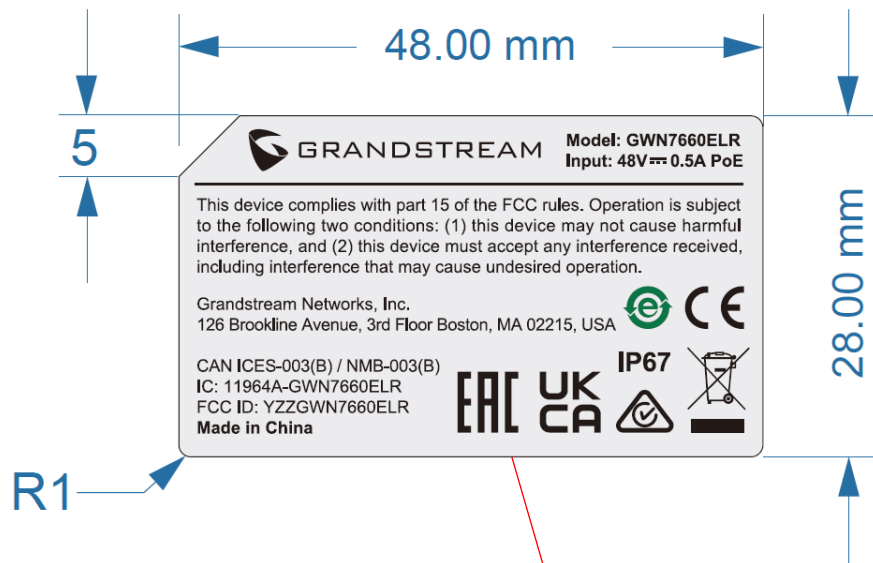 48.00 mm
5
GRANDSTREAM
Model: GWN7660ELR
Input: 48V⎓0.5A PoE
This device complies with part 15 of the FCC rules. Operation is subject
to the following two conditions: (1) this device may not cause harmful
interference, and (2) this device must accept any interference received,
including interference that may cause undesired operation.
28.00 mm
Grandstream Networks, Inc.
126 Brookline Avenue, 3rd Floor Boston, MA 02215, USA
e
CE
CAN ICES-003(B) / NMB-003(B)
IC: 11964A-GWN7660ELR
FCC ID: YZZGWN7660ELR
Made in China
EAC
UK
CA
IP67
R1